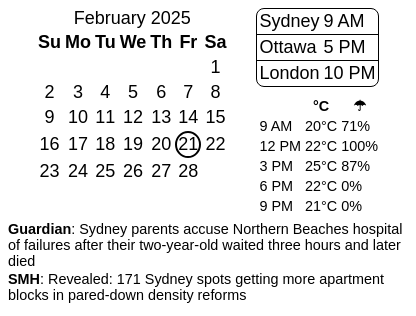 February 2025
Su Mo Tu We Th Fr Sa
1
2 3 4 5 6 7 8
9 10 11 12 13 14 15
16 17 18 19 20 21 22
23 24 25 26 27 28
Sydney 9 AM
Ottawa 5 PM
London 10 PM
°C ☂
9 AM 20°C 71%
12 PM 22°C 100%
3 PM 25°C 87%
6 PM 22°C 0%
9 PM 21°C 0%
Guardian: Sydney parents accuse Northern Beaches hospital
of failures after their two-year-old waited three hours and later
died
SMH: Revealed: 171 Sydney spots getting more apartment
blocks in pared-down density reforms